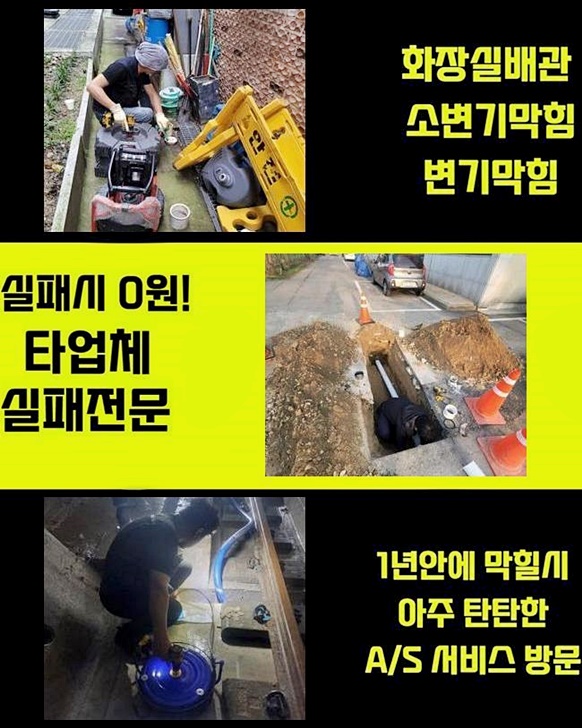 화장실배관
소변기막힘
변기막힘
안전
실패시 0원!
타업체
실패전문
1년안에 막힐시
아주 탄탄한
A/S 서비스 방문